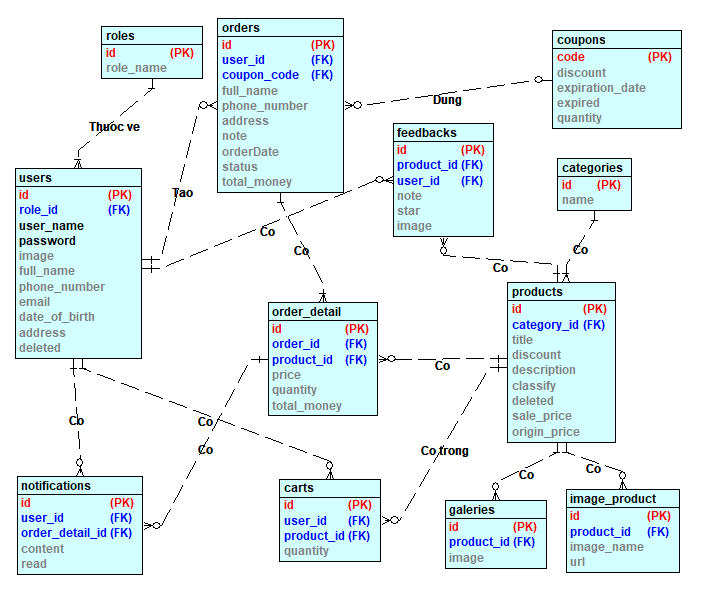 roles
id (PK)
role_name
orders
id (PK)
user_id (FK)
coupon_code (FK)
full_name
phone_number
address
note
orderDate
status
total_money
coupons
code (PK)
discount
expiration_date
expired
quantity
Thuoc ve
Dung
Tao
feedbacks
id (PK)
product_id (FK)
user_id (FK)
note
star
image
categories
id (PK)
name
users
id (PK)
role_id (FK)
user_name
password
image
full_name
phone_number
email
date_of_birth
address
deleted
Co
Co
Co
Co
order_detail
id (PK)
order_id (FK)
product_id (FK)
price
quantity
total_money
products
id (PK)
category_id (FK)
title
discount
description
classify
deleted
sale_price
origin_price
Co
Co
Co
Co
Co trong
Co
Co
notifications
id (PK)
user_id (FK)
order_detail_id (FK)
content
read
carts
id (PK)
user_id (FK)
product_id (FK)
quantity
galeries
id (PK)
product_id (FK)
image
image_product
id (PK)
product_id (FK)
image_name
url